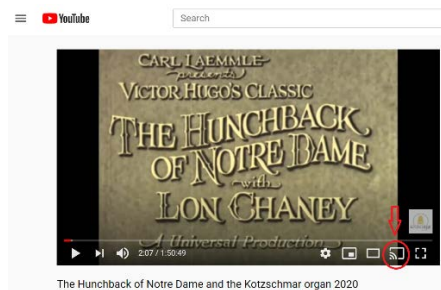 YouTube
Search
CARL LAEMMLE
presents
VICTOR HUGO'S CLASSIC
THE HUNCHBACK
OF NOTRE DAME
with
LON CHANEY
A Universal Production
2:07 / 1:50:49
The Hunchback of Notre Dame and the Kotzschmar organ 2020